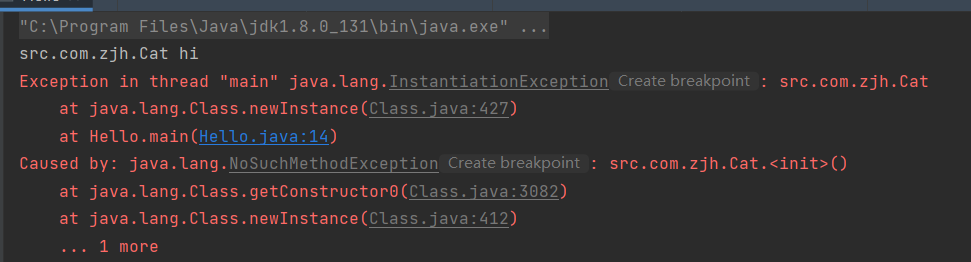 "C:\Program Files\Java\jdk1.8.0_131\bin\java.exe" ...
src.com.zjh.Cat hi
Exception in thread "main" java.lang.InstantiationException Create breakpoint : src.com.zjh.Cat
    at java.lang.Class.newInstance(Class.java:427)
    at Hello.main(Hello.java:14)
Caused by: java.lang.NoSuchMethodException Create breakpoint : src.com.zjh.Cat.<init>()
    at java.lang.Class.getConstructor0(Class.java:3082)
    at java.lang.Class.newInstance(Class.java:412)
    ... 1 more